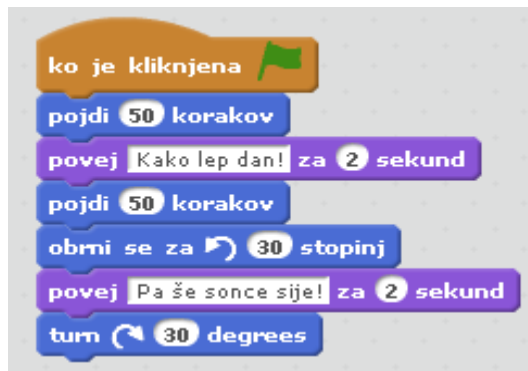 ko je kliknjena
pojdi 50 korakov
povej Kako lep dan! za 2 sekund
pojdi 50 korakov
obrni se za 30 stopinj
povej Pa še sonce sije! za 2 sekund
turn 30 degrees